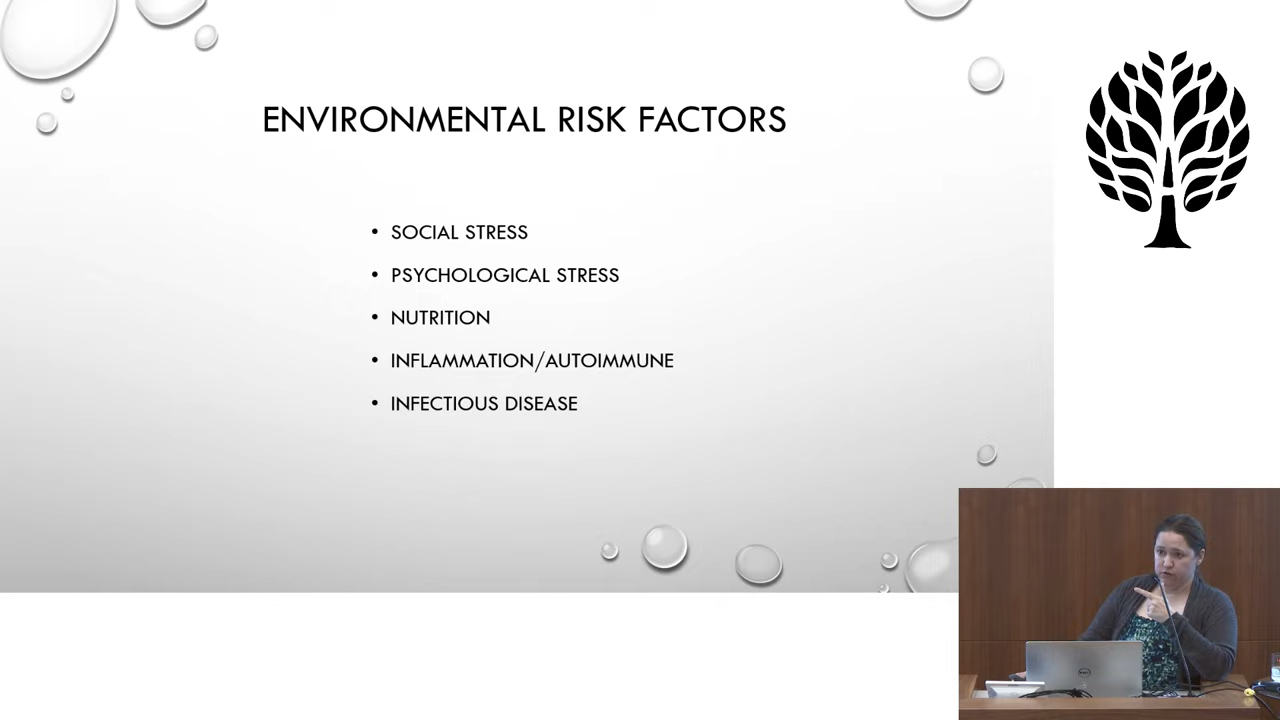 ENVIRONMENTAL RISK FACTORS
• SOCIAL STRESS
• PSYCHOLOGICAL STRESS
• NUTRITION
• INFLAMMATION/AUTOIMMUNE
• INFECTIOUS DISEASE